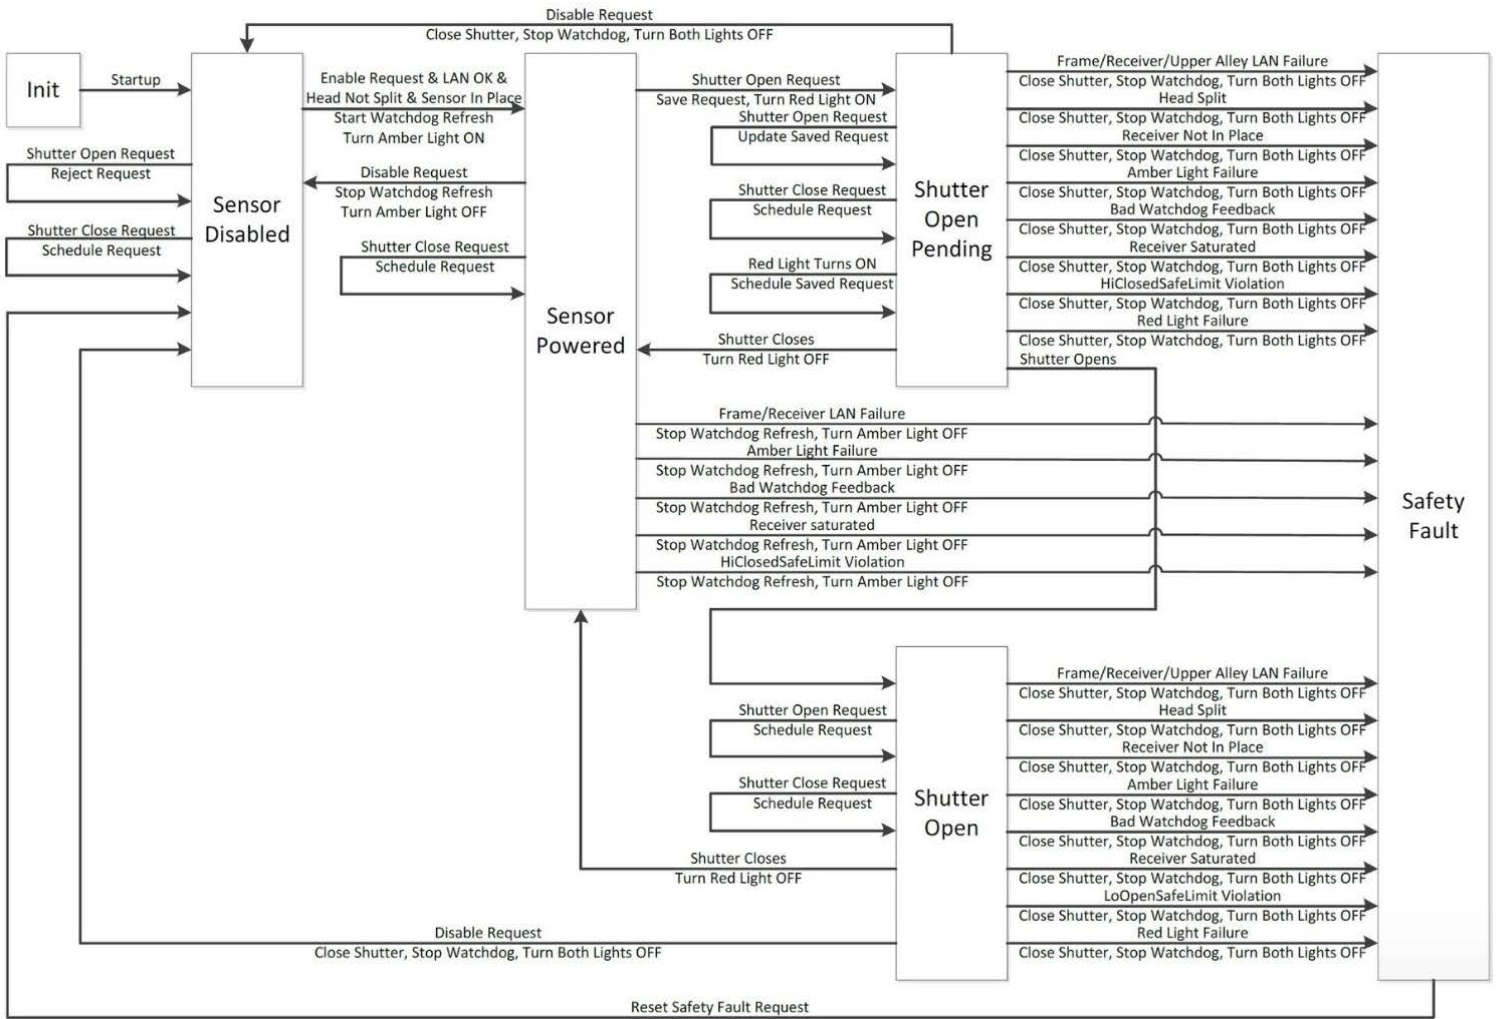 Disable Request
Close Shutter, Stop Watchdog, Turn Both Lights OFF
Init
Startup
Shutter Open Request
Reject Request
Shutter Close Request
Schedule Request
Sensor
Disabled
Enable Request & LAN OK &
Head Not Split & Sensor In Place
Start Watchdog Refresh
Turn Amber Light ON
Disable Request
Stop Watchdog Refresh
Turn Amber Light OFF
Shutter Close Request
Schedule Request
Sensor
Powered
Shutter Open Request
Save Request, Turn Red Light ON
Shutter Open Request
Update Saved Request
Shutter Close Request
Schedule Request
Red Light Turns ON
Schedule Saved Request
Shutter Closes
Turn Red Light OFF
Shutter
Open
Pending
Frame/Receiver/Upper Alley LAN Failure
Close Shutter, Stop Watchdog, Turn Both Lights OFF
Head Split
Close Shutter, Stop Watchdog, Turn Both Lights OFF
Receiver Not In Place
Close Shutter, Stop Watchdog, Turn Both Lights OFF
Amber Light Failure
Close Shutter, Stop Watchdog, Turn Both Lights OFF
Bad Watchdog Feedback
Close Shutter, Stop Watchdog, Turn Both Lights OFF
Receiver Saturated
Close Shutter, Stop Watchdog, Turn Both Lights OFF
HiClosedSafeLimit Violation
Close Shutter, Stop Watchdog, Turn Both Lights OFF
Red Light Failure
Close Shutter, Stop Watchdog, Turn Both Lights OFF
Shutter Opens
Frame/Receiver LAN Failure
Stop Watchdog Refresh, Turn Amber Light OFF
Amber Light Failure
Stop Watchdog Refresh, Turn Amber Light OFF
Bad Watchdog Feedback
Stop Watchdog Refresh, Turn Amber Light OFF
Receiver saturated
Stop Watchdog Refresh, Turn Amber Light OFF
HiClosedSafeLimit Violation
Stop Watchdog Refresh, Turn Amber Light OFF
Safety
Fault
Shutter Open Request
Schedule Request
Shutter Close Request
Schedule Request
Shutter Closes
Turn Red Light OFF
Shutter
Open
Frame/Receiver/Upper Alley LAN Failure
Close Shutter, Stop Watchdog, Turn Both Lights OFF
Head Split
Close Shutter, Stop Watchdog, Turn Both Lights OFF
Receiver Not In Place
Close Shutter, Stop Watchdog, Turn Both Lights OFF
Amber Light Failure
Close Shutter, Stop Watchdog, Turn Both Lights OFF
Bad Watchdog Feedback
Close Shutter, Stop Watchdog, Turn Both Lights OFF
Receiver Saturated
Close Shutter, Stop Watchdog, Turn Both Lights OFF
LoOpenSafeLimit Violation
Close Shutter, Stop Watchdog, Turn Both Lights OFF
Red Light Failure
Close Shutter, Stop Watchdog, Turn Both Lights OFF
Disable Request
Close Shutter, Stop Watchdog, Turn Both Lights OFF
Reset Safety Fault Request